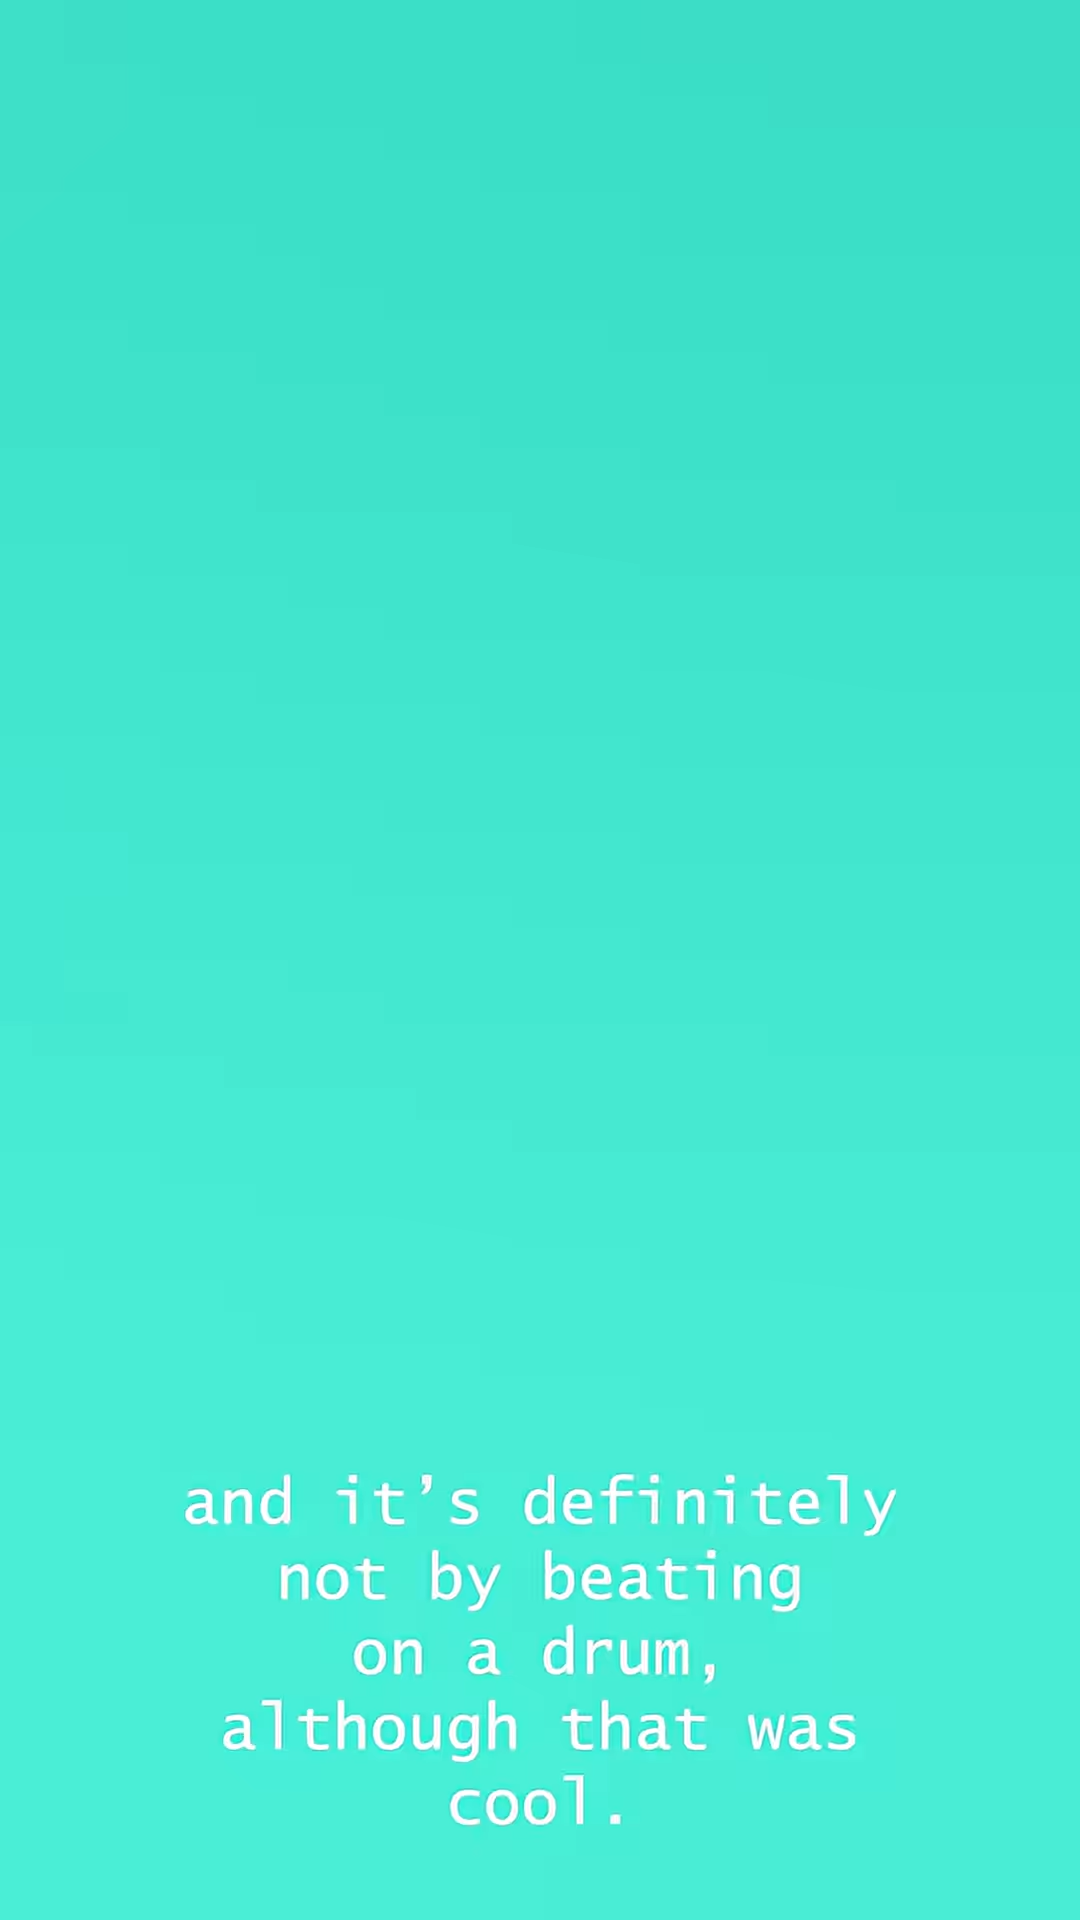 and it’s definitely
not by beating
on a drum,
although that was
cool.